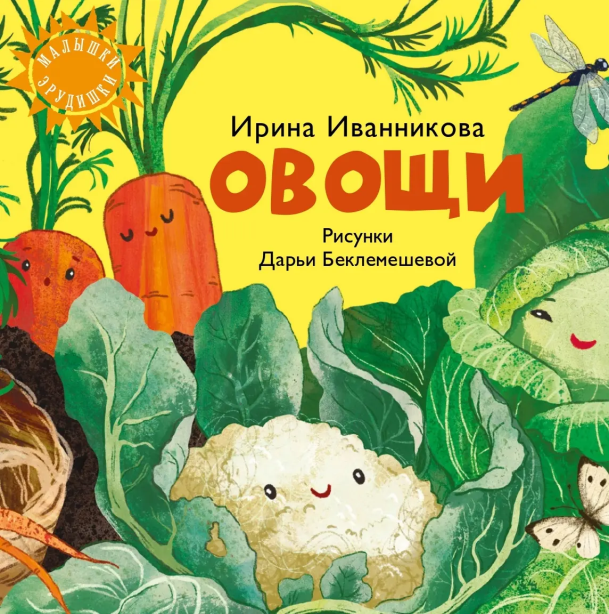 МАЛЫШКИ
ЭРУДИШКИ
Ирина Иванникова
ОВОЩИ
Рисунки
Дарьи Беклемешевой